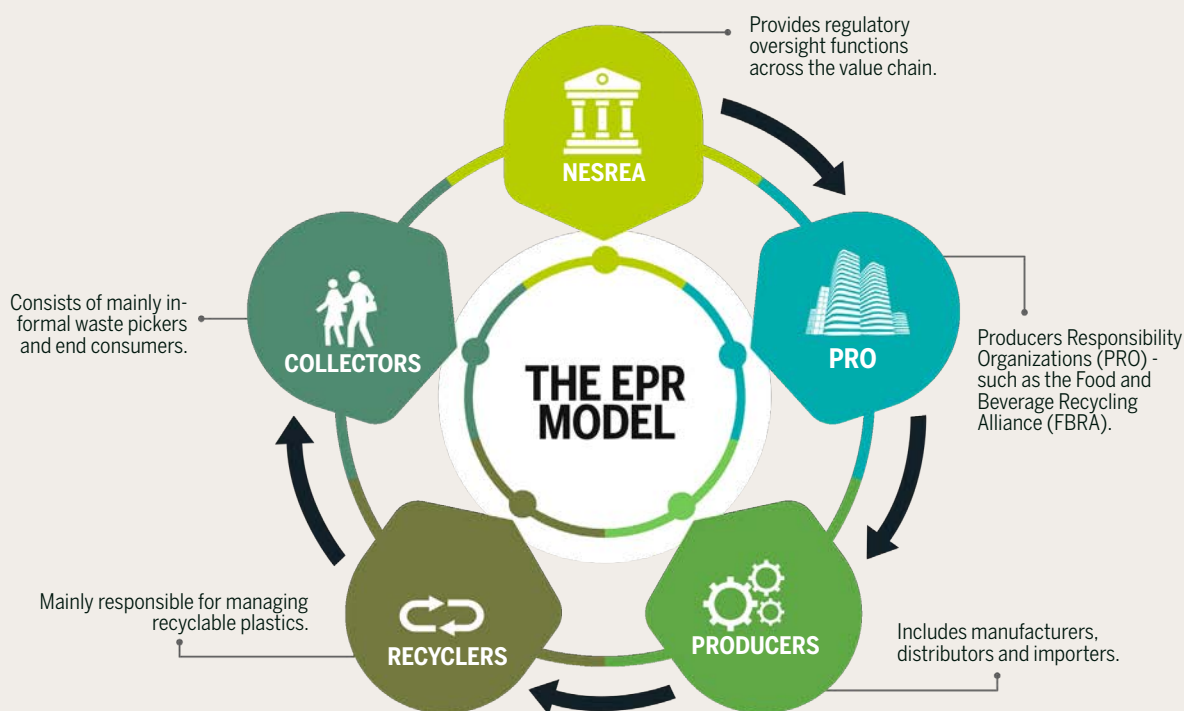 Provides regulatory
oversight functions
across the value chain.
NESREA
Consists of mainly in-
formal waste pickers
and end consumers.
COLLECTORS
PRO
Producers Responsibility
Organizations (PRO) -
such as the Food and
Beverage Recycling
Alliance (FBRA).
THE EPR
MODEL
Mainly responsible for managing
recyclable plastics.
RECYCLERS
PRODUCERS
Includes manufacturers,
distributors and importers.